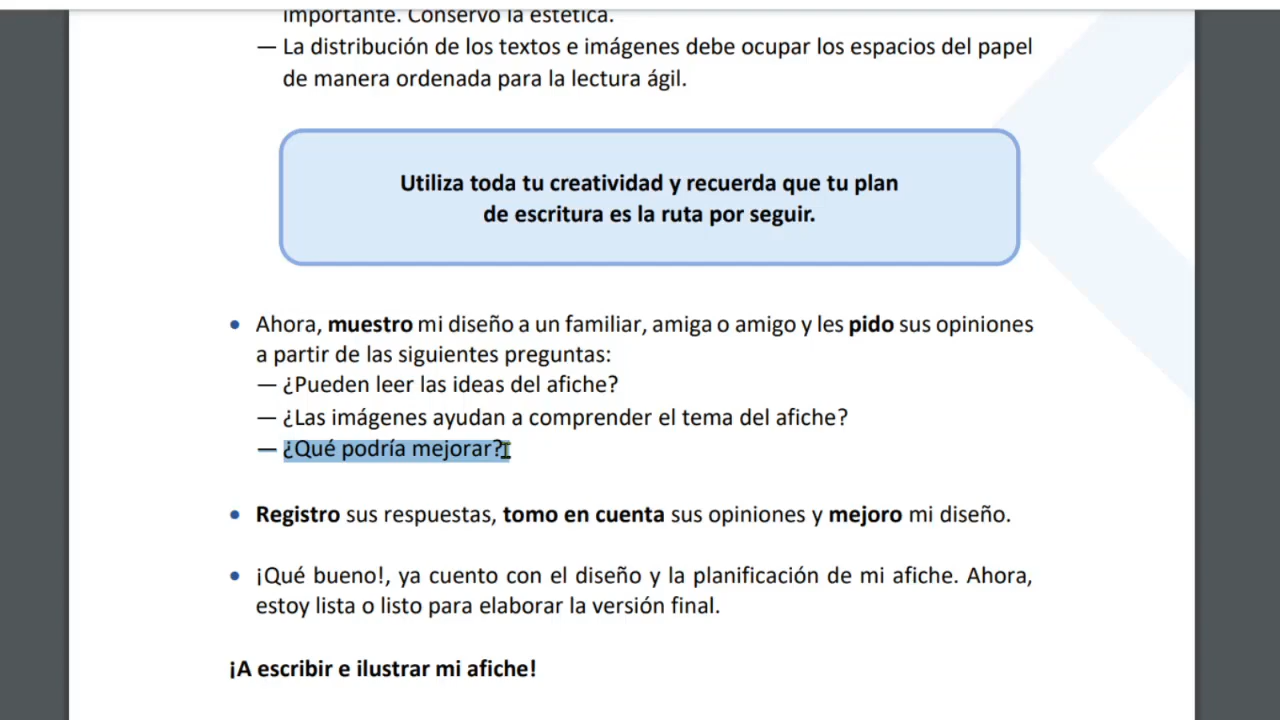 importante. Conservo la estética.
— La distribución de los textos e imágenes debe ocupar los espacios del papel
de manera ordenada para la lectura ágil.
Utiliza toda tu creatividad y recuerda que tu plan
de escritura es la ruta por seguir.
• Ahora, muestro mi diseño a un familiar, amiga o amigo y les pido sus opiniones
a partir de las siguientes preguntas:
— ¿Pueden leer las ideas del afiche?
— ¿Las imágenes ayudan a comprender el tema del afiche?
— ¿Qué podría mejorar?
• Registro sus respuestas, tomo en cuenta sus opiniones y mejoro mi diseño.
• ¡Qué bueno!, ya cuento con el diseño y la planificación de mi afiche. Ahora,
estoy lista o listo para elaborar la versión final.
¡A escribir e ilustrar mi afiche!